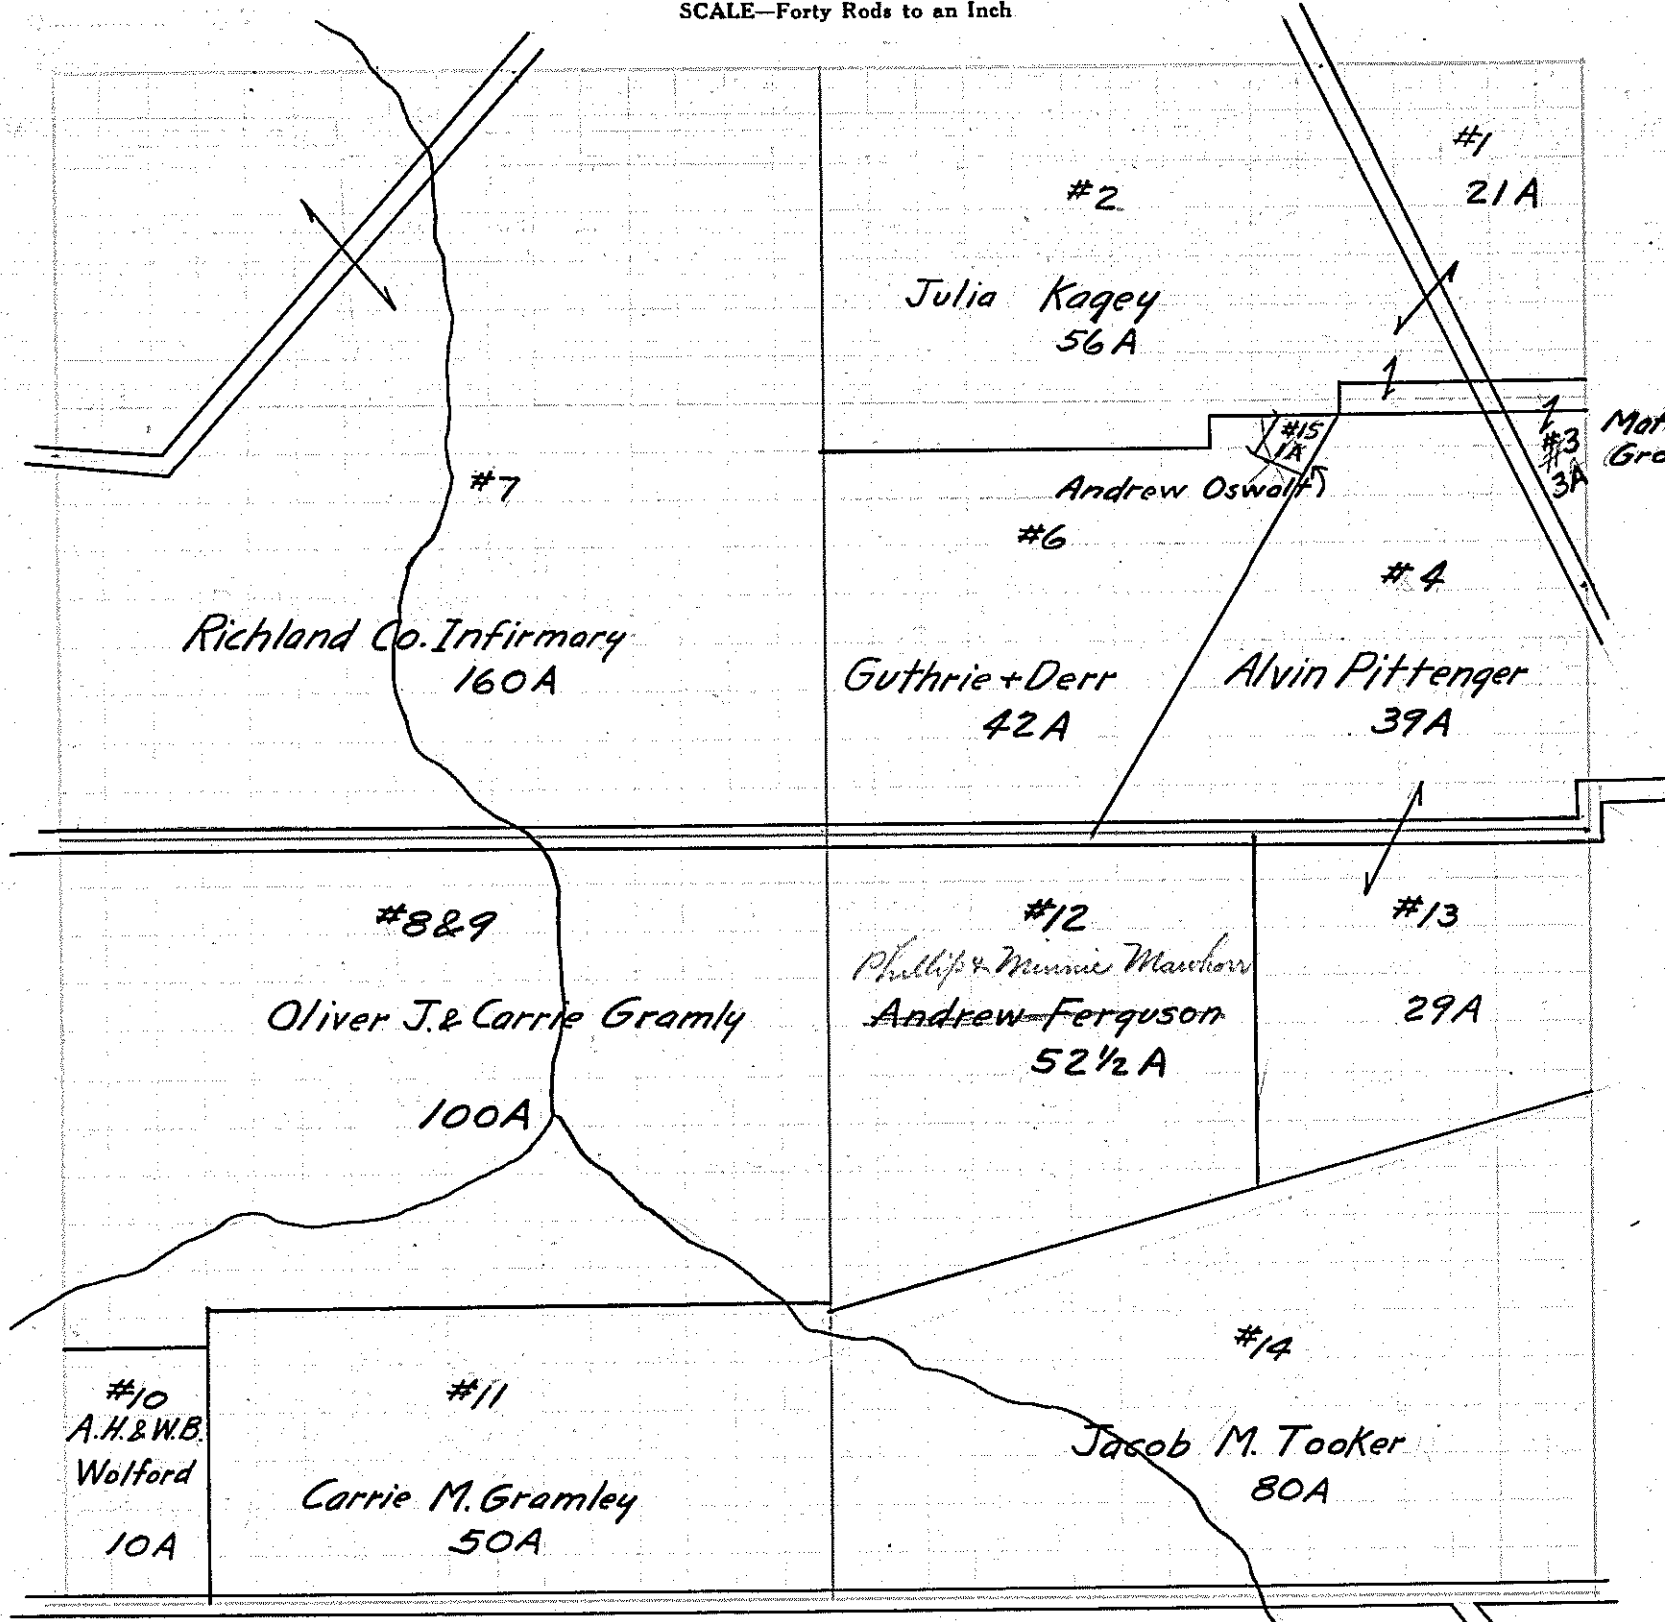 SCALE—Forty Rods to an Inch
#1
21A
#2
Julia Kagey
56A
#15
1A
Andrew Oswalt
#3
3A
#7
#6
#4
Richland Co. Infirmary
160A
Guthrie + Derr
42A
Alvin Pittenger
39A
#8&9
Oliver J. & Carrie Gramly
100A
#12
Phillip & Minnie Mawhorr
Andrew Ferguson
52½ A
#13
29A
#10
A.H. & W.B.
Wolford
10A
#11
Carrie M. Gramley
50A
#14
Jacob M. Tooker
80A